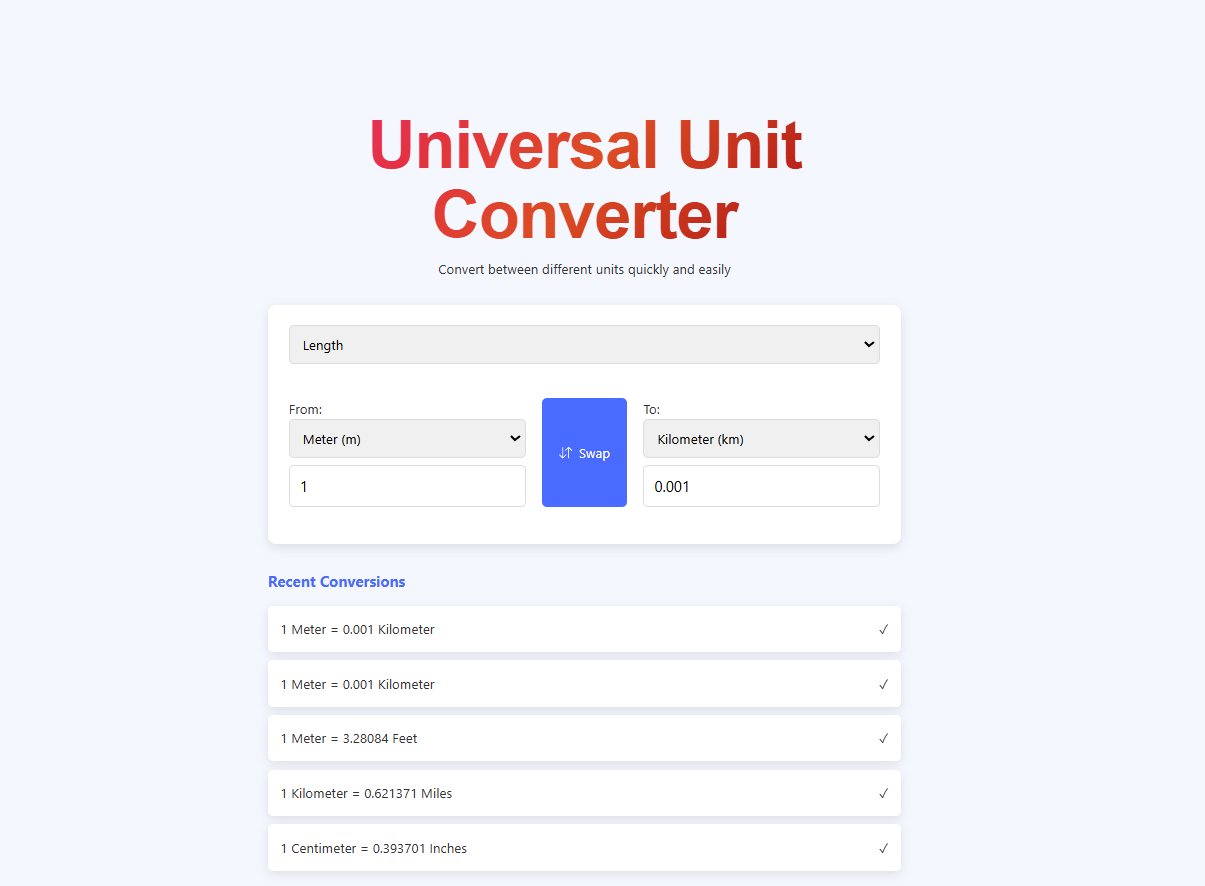 Universal Unit
Converter
Convert between different units quickly and easily
Length
From:
Meter (m)
1
⇵ Swap
To:
Kilometer (km)
0.001
Recent Conversions
1 Meter = 0.001 Kilometer ✓
1 Meter = 0.001 Kilometer ✓
1 Meter = 3.28084 Feet ✓
1 Kilometer = 0.621371 Miles ✓
1 Centimeter = 0.393701 Inches ✓